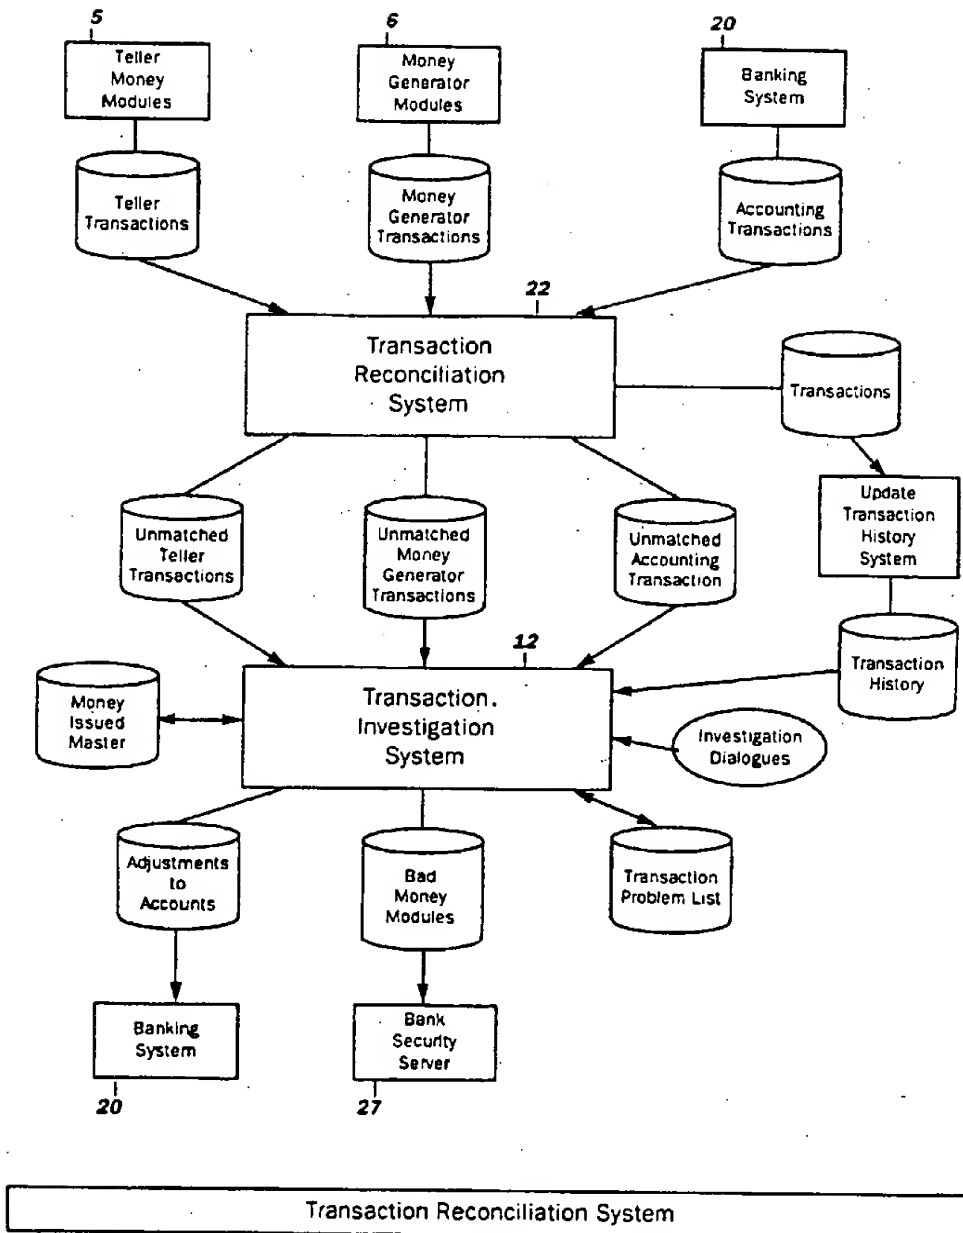 5
Teller
Money
Modules
6
Money
Generator
Modules
20
Banking
System
Teller
Transactions
Money
Generator
Transactions
Accounting
Transactions
22
Transaction
Reconciliation
System
Transactions
Unmatched
Teller
Transactions
Unmatched
Money
Generator
Transactions
Unmatched
Accounting
Transaction
Update
Transaction
History
System
12
Transaction.
Investigation
System
Transaction
History
Money
Issued
Master
Investigation
Dialogues
Adjustments
to
Accounts
Bad
Money
Modules
Transaction
Problem List
Banking
System
20
Bank
Security
Server
27
Transaction Reconciliation System